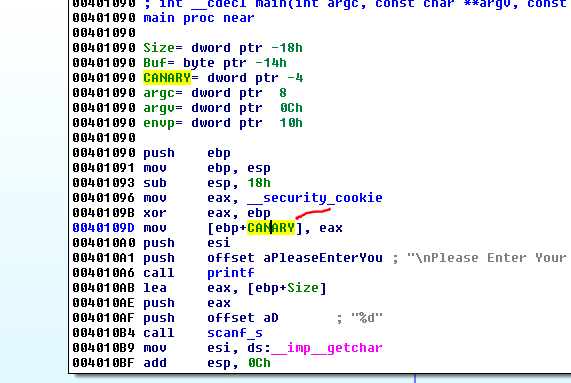 00401090 ; int __cdecl main(int argc, const char **argv, const
00401090 main proc near
00401090
00401090 Size= dword ptr -18h
00401090 Buf= byte ptr -14h
00401090 CANARY= dword ptr -4
00401090 argc= dword ptr  8
00401090 argv= dword ptr  0Ch
00401090 envp= dword ptr  10h
00401090
00401090 push    ebp
00401091 mov     ebp, esp
00401093 sub     esp, 18h
00401096 mov     eax, __security_cookie
0040109B xor     eax, ebp
0040109D mov     [ebp+CANARY], eax
004010A0 push    esi
004010A1 push    offset aPleaseEnterYou ; "\nPlease Enter Your
004010A6 call    printf
004010AB lea     eax, [ebp+Size]
004010AE push    eax
004010AF push    offset aD       ; "%d"
004010B4 call    scanf_s
004010B9 mov     esi, ds:__imp__getchar
004010BF add     esp, 0Ch